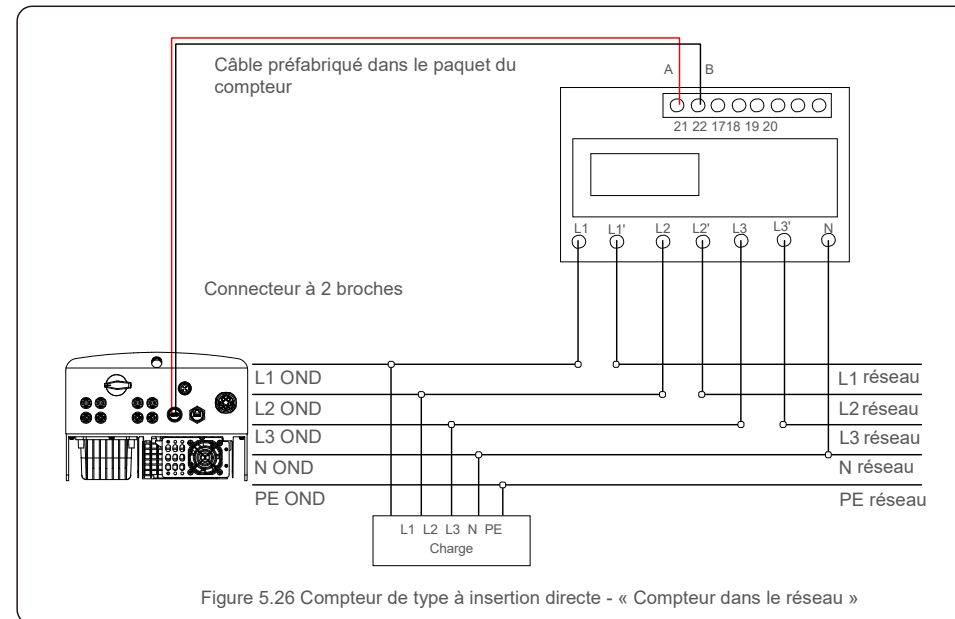 Câble préfabriqué dans le paquet du
compteur
A B
21 22 1718 19 20
L1 L1' L2 L2' L3 L3' N
Connecteur à 2 broches
L1 OND
L1 réseau
L2 OND
L2 réseau
L3 OND
L3 réseau
N OND
N réseau
PE OND
PE réseau
L1 L2 L3 N PE
Charge
Figure 5.26 Compteur de type à insertion directe - « Compteur dans le réseau »